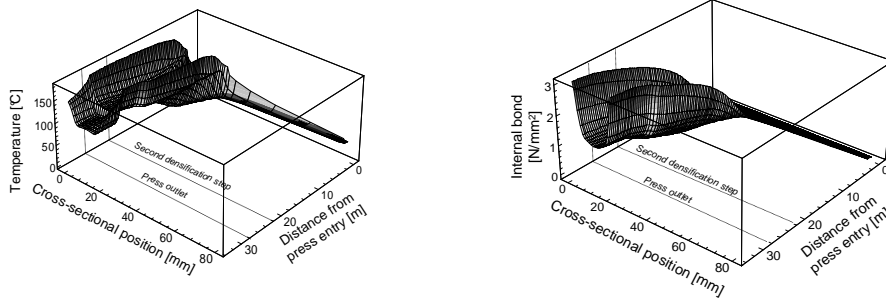 Temperature [℃]
150
100
50
0
0
20
40
60
80
Cross-sectional position [mm]
Second densification step
Press outlet
30
20
10
0
Distance from
press entry [m]
Internal bond
[N/mm²]
3
2
1
0
0
20
40
60
80
Cross-sectional position [mm]
Second densification step
Press outlet
30
20
10
0
Distance from
press entry [m]